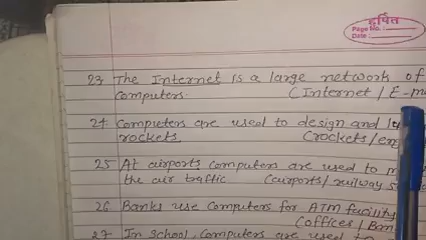 हर्षित
Page No.:
Date:
23 The Internet is a large network of
computers. (Internet / E-m
24 Computers are used to design and
rockets. (rockets/en
25 At airports computers are used to m
the air traffic (airports/railway s
26 Banks use computers for ATM facility
(offices / Ban
27 In school, computers are used to